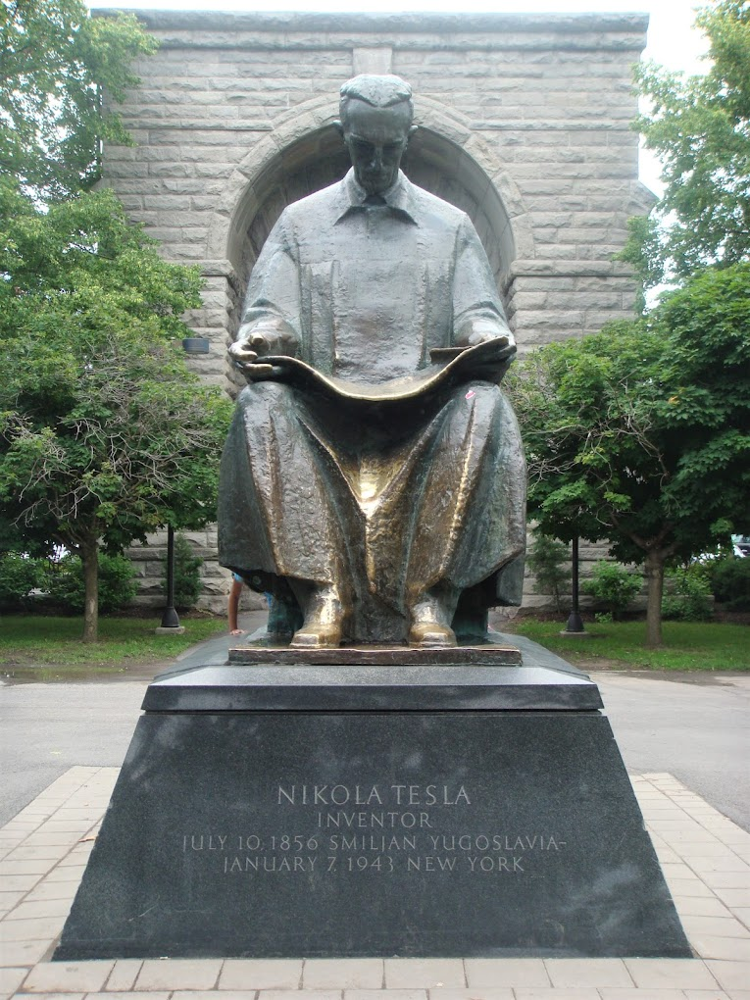 NIKOLA TESLA
INVENTOR
JULY 10, 1856 SMILJAN YUGOSLAVIA-
JANUARY 7, 1943 NEW YORK